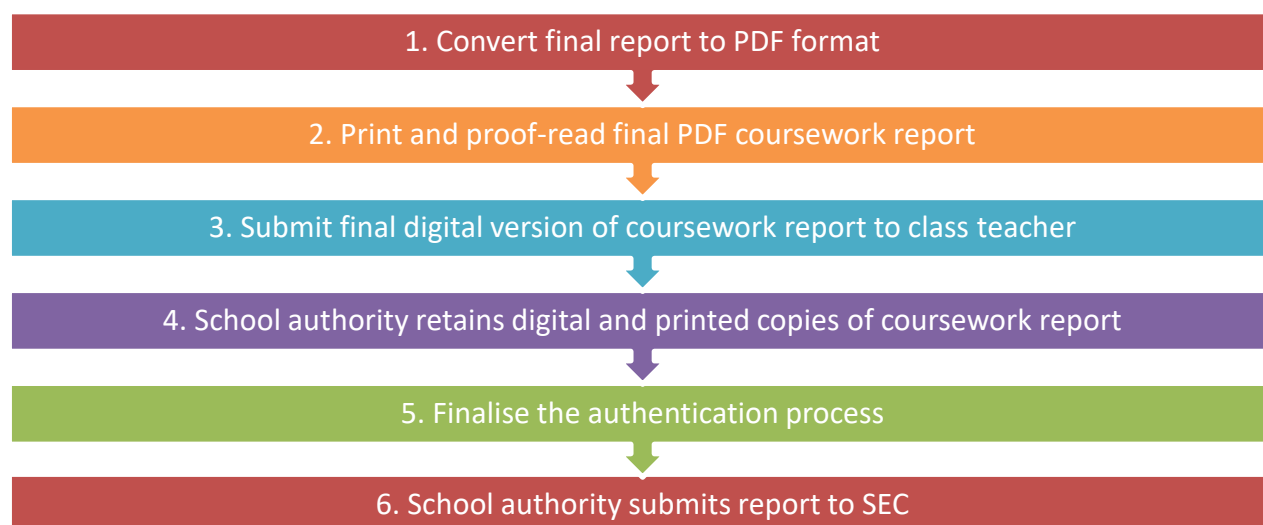 1. Convert final report to PDF format
2. Print and proof-read final PDF coursework report
3. Submit final digital version of coursework report to class teacher
4. School authority retains digital and printed copies of coursework report
5. Finalise the authentication process
6. School authority submits report to SEC